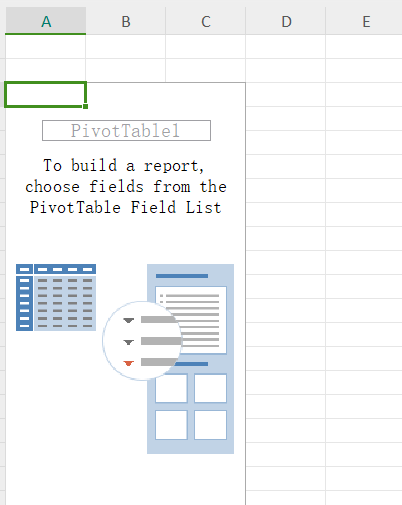 A B C D E
PivotTable1
To build a report,
choose fields from the
PivotTable Field List